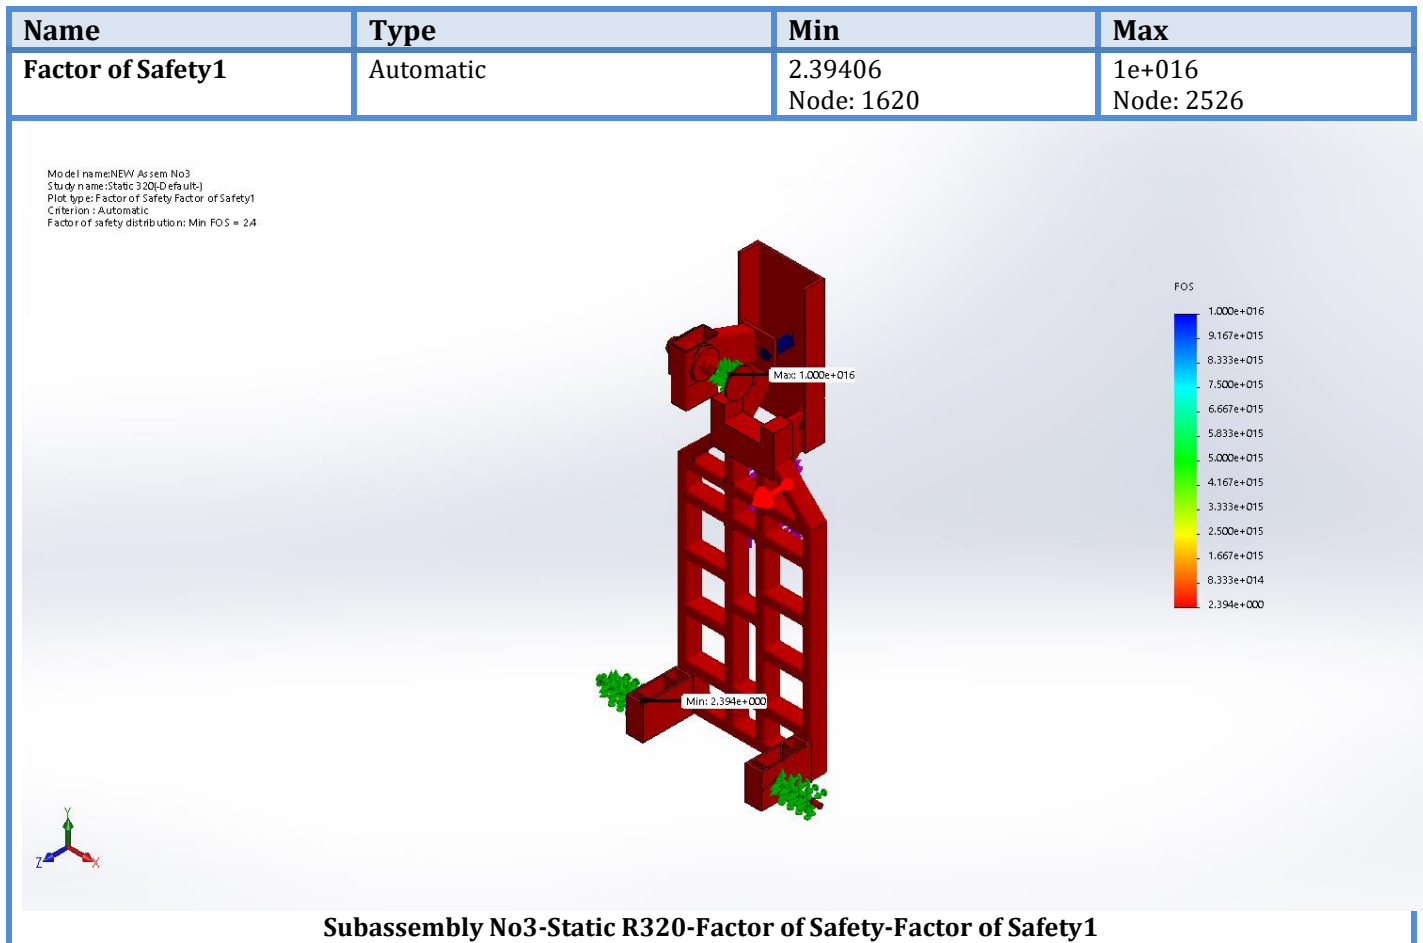 Name Type Min Max
Factor of Safety1 Automatic 2.39406 1e+016
Node: 1620 Node: 2526
Model name:NEW Assem No3
Study name:Static 320(-Default-)
Plot type: Factor of Safety Factor of Safety1
Criterion : Automatic
Factor of safety distribution: Min FOS = 2.4
FOS
1.000e+016
9.167e+015
8.333e+015
7.500e+015
6.667e+015
5.833e+015
5.000e+015
4.167e+015
3.333e+015
2.500e+015
1.667e+015
8.333e+014
2.394e+000
Max: 1.000e+016
Min: 2.394e+000
Y
Z
X
Subassembly No3-Static R320-Factor of Safety-Factor of Safety1